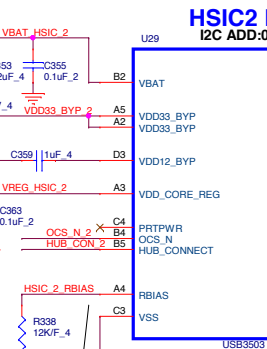 HSIC2 
I2C ADD:0
VBAT_HSIC_2
U29
C355
0.1uF_2
2uF_4
B2 VBAT
VDD33_BYP_2
A5 VDD33_BYP
A2 VDD33_BYP
C359 1uF_4
D3 VDD12_BYP
VREG_HSIC_2
A3 VDD_CORE_REG
C363
0.1uF_2
C4 PRTPWR
OCS_N_2 B4 OCS_N
HUB_CON_2 B5 HUB_CONNECT
HSIC_2_RBIAS A4 RBIAS
C3 VSS
R338
12K/F_4
USB3503